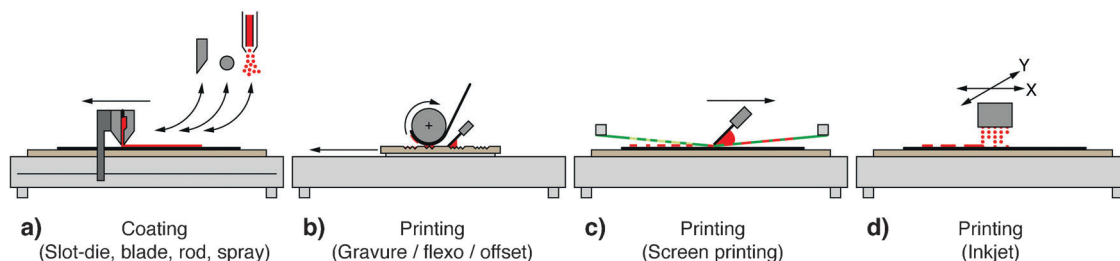 Y
X
a) Coating
(Slot-die, blade, rod, spray)
b) Printing
(Gravure / flexo / offset)
c) Printing
(Screen printing)
d) Printing
(Inkjet)